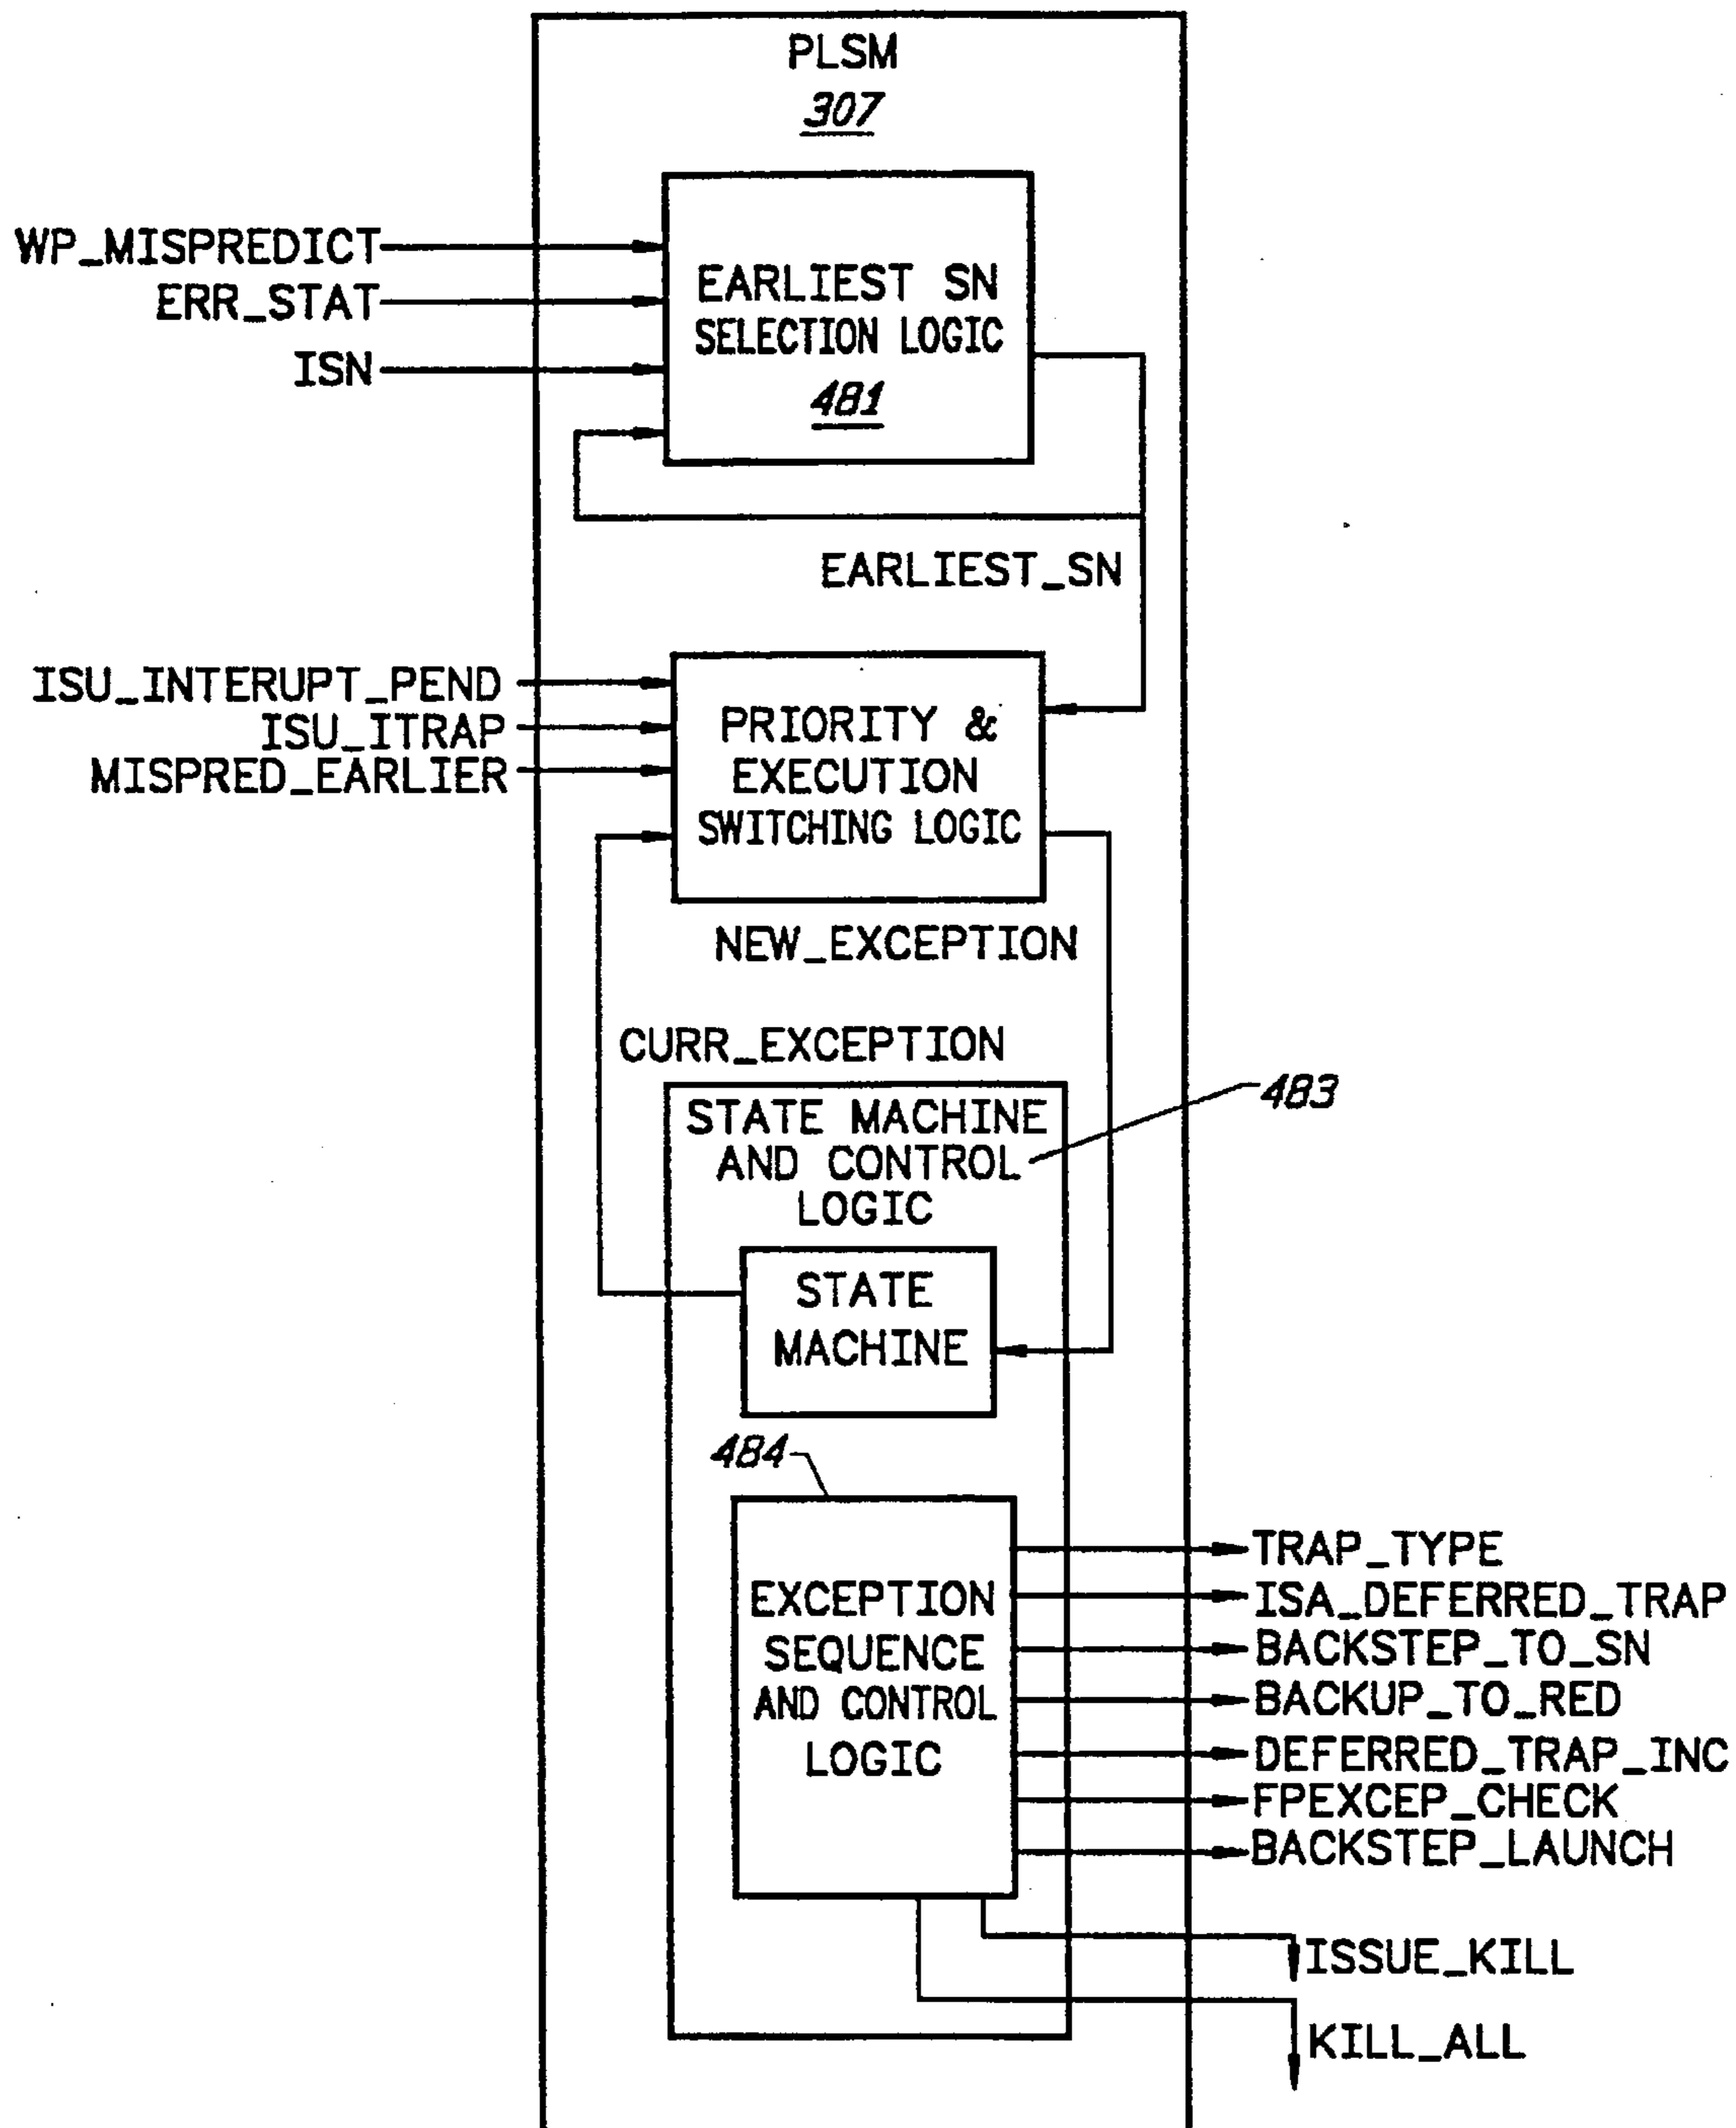 PLSM
307
WP_MISPREDICT
ERR_STAT
ISN
EARLIEST SN
SELECTION LOGIC
481
EARLIEST_SN
ISU_INTERUPT_PEND
ISU_ITRAP
MISPRED_EARLIER
PRIORITY &
EXECUTION
SWITCHING LOGIC
NEW_EXCEPTION
CURR_EXCEPTION
STATE MACHINE
AND CONTROL
LOGIC
483
STATE
MACHINE
484
EXCEPTION
SEQUENCE
AND CONTROL
LOGIC
TRAP_TYPE
ISA_DEFERRED_TRAP
BACKSTEP_TO_SN
BACKUP_TO_RED
DEFERRED_TRAP_INC
FPEXCEP_CHECK
BACKSTEP_LAUNCH
ISSUE_KILL
KILL_ALL